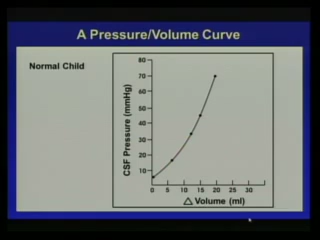 A Pressure/Volume Curve
Normal Child
CSF Pressure (mmHg)
80
70
60
50
40
30
20
10
0 5 10 15 20 25 30
△ Volume (ml)